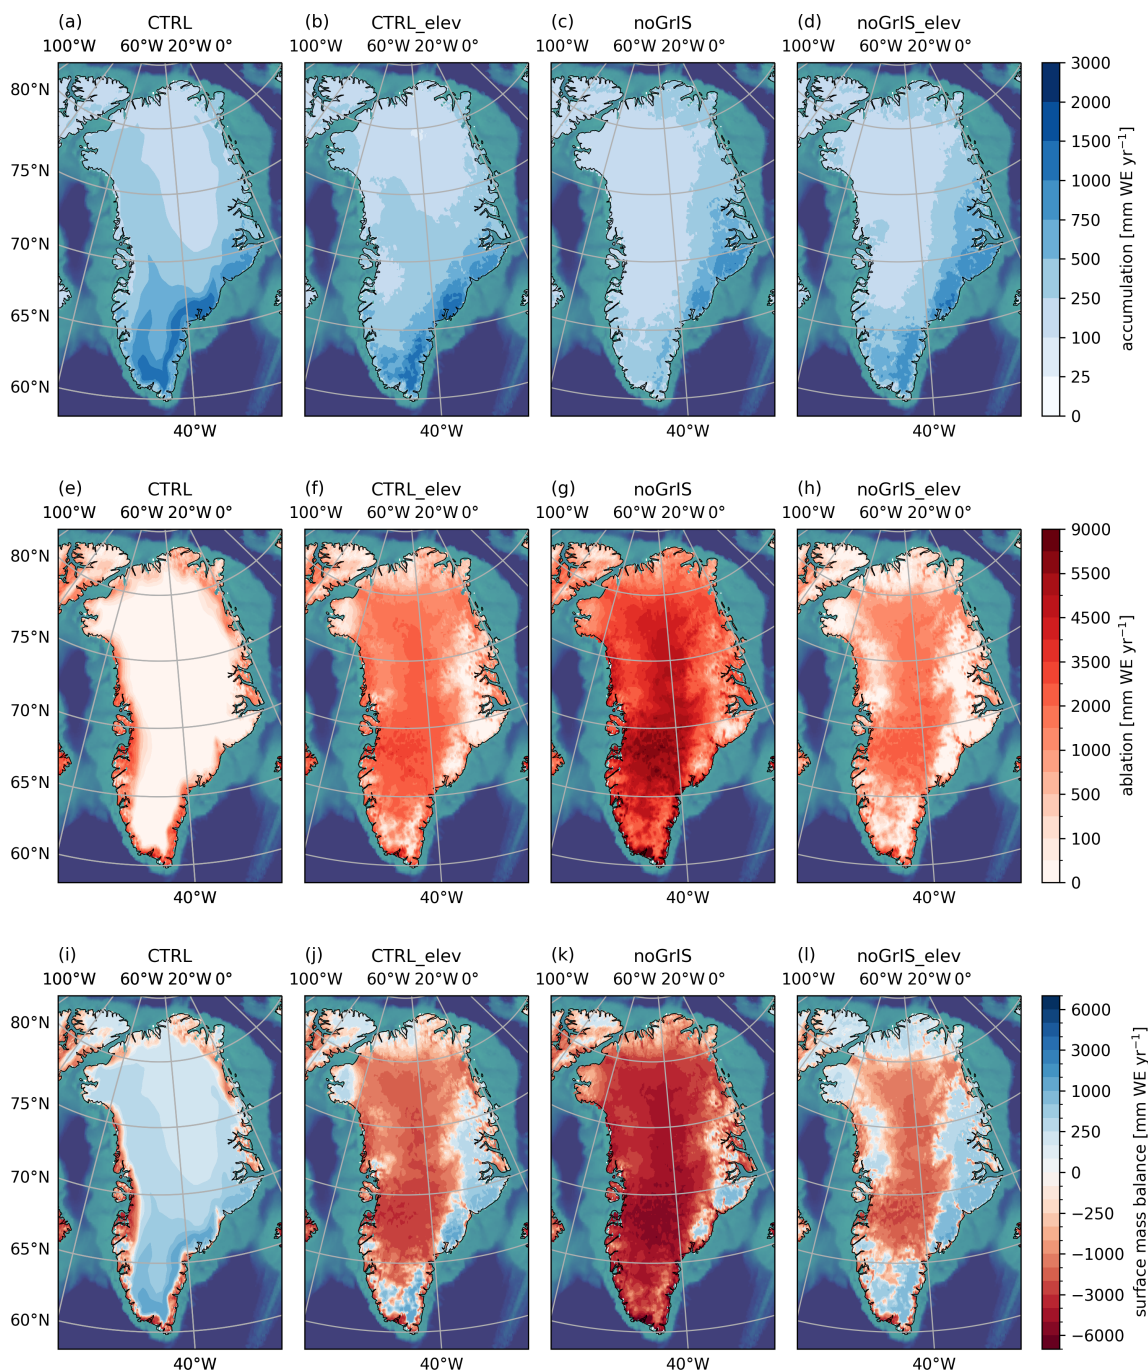 (a) CTRL (b) CTRL_elev (c) noGrIS (d) noGrIS_elev
100°W 60°W 20°W 0° 100°W 60°W 20°W 0° 100°W 60°W 20°W 0° 100°W 60°W 20°W 0°
80°N
75°N
70°N
65°N
60°N
40°W 40°W 40°W 40°W
3000
2000
1500
1000
750
500
250
100
25
0
accumulation [mm WE yr⁻¹]
(e) CTRL (f) CTRL_elev (g) noGrIS (h) noGrIS_elev
100°W 60°W 20°W 0° 100°W 60°W 20°W 0° 100°W 60°W 20°W 0° 100°W 60°W 20°W 0°
80°N
75°N
70°N
65°N
60°N
40°W 40°W 40°W 40°W
9000
5500
4500
3500
2000
1000
500
100
0
ablation [mm WE yr⁻¹]
(i) CTRL (j) CTRL_elev (k) noGrIS (l) noGrIS_elev
100°W 60°W 20°W 0° 100°W 60°W 20°W 0° 100°W 60°W 20°W 0° 100°W 60°W 20°W 0°
80°N
75°N
70°N
65°N
60°N
40°W 40°W 40°W 40°W
6000
3000
1000
250
0
−250
−1000
−3000
−6000
surface mass balance [mm WE yr⁻¹]